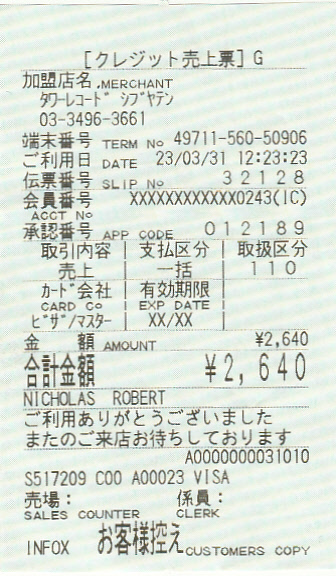 [クレジット売上票] G
加盟店名.MERCHANT
タワーレコード シブヤテン
03-3496-3661
端末番号 TERM No 49711-560-50906
ご利用日 DATE 23/03/31 12:23:23
伝票番号 SLIP No 32128
会員番号 XXXXXXXXXXXX0243(IC)
ACCT No
承認番号 APP CODE 012189
取引内容 支払区分 取扱区分
売上 一括 110
カード会社 有効期限
CARD CO EXP DATE
ビザ/マスター XX/XX
金 額 AMOUNT ¥2,640
合計金額 ¥2,640
NICHOLAS ROBERT
ご利用ありがとうございました
またのご来店お待ちしております
A0000000031010
S517209 C00 A00023 VISA
売場: 係員:
SALES COUNTER CLERK
INFOX お客様控え CUSTOMERS COPY